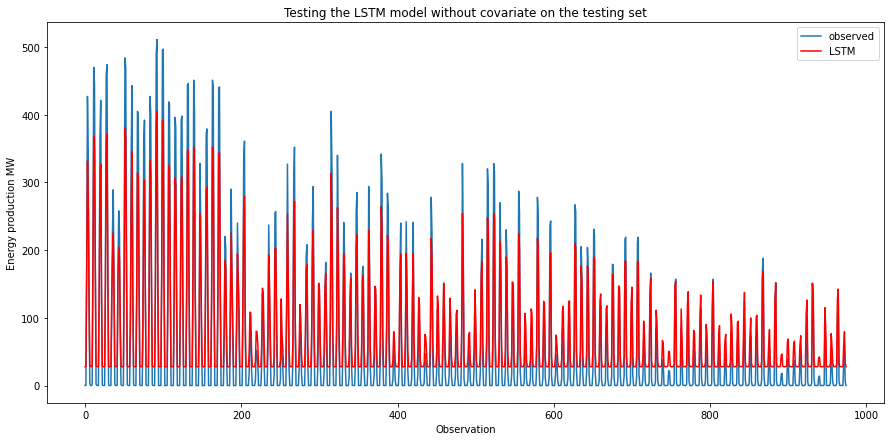 Testing the LSTM model without covariate on the testing set
observed
LSTM
500
400
300
200
100
0
Energy production MW
0
200
400
600
800
1000
Observation